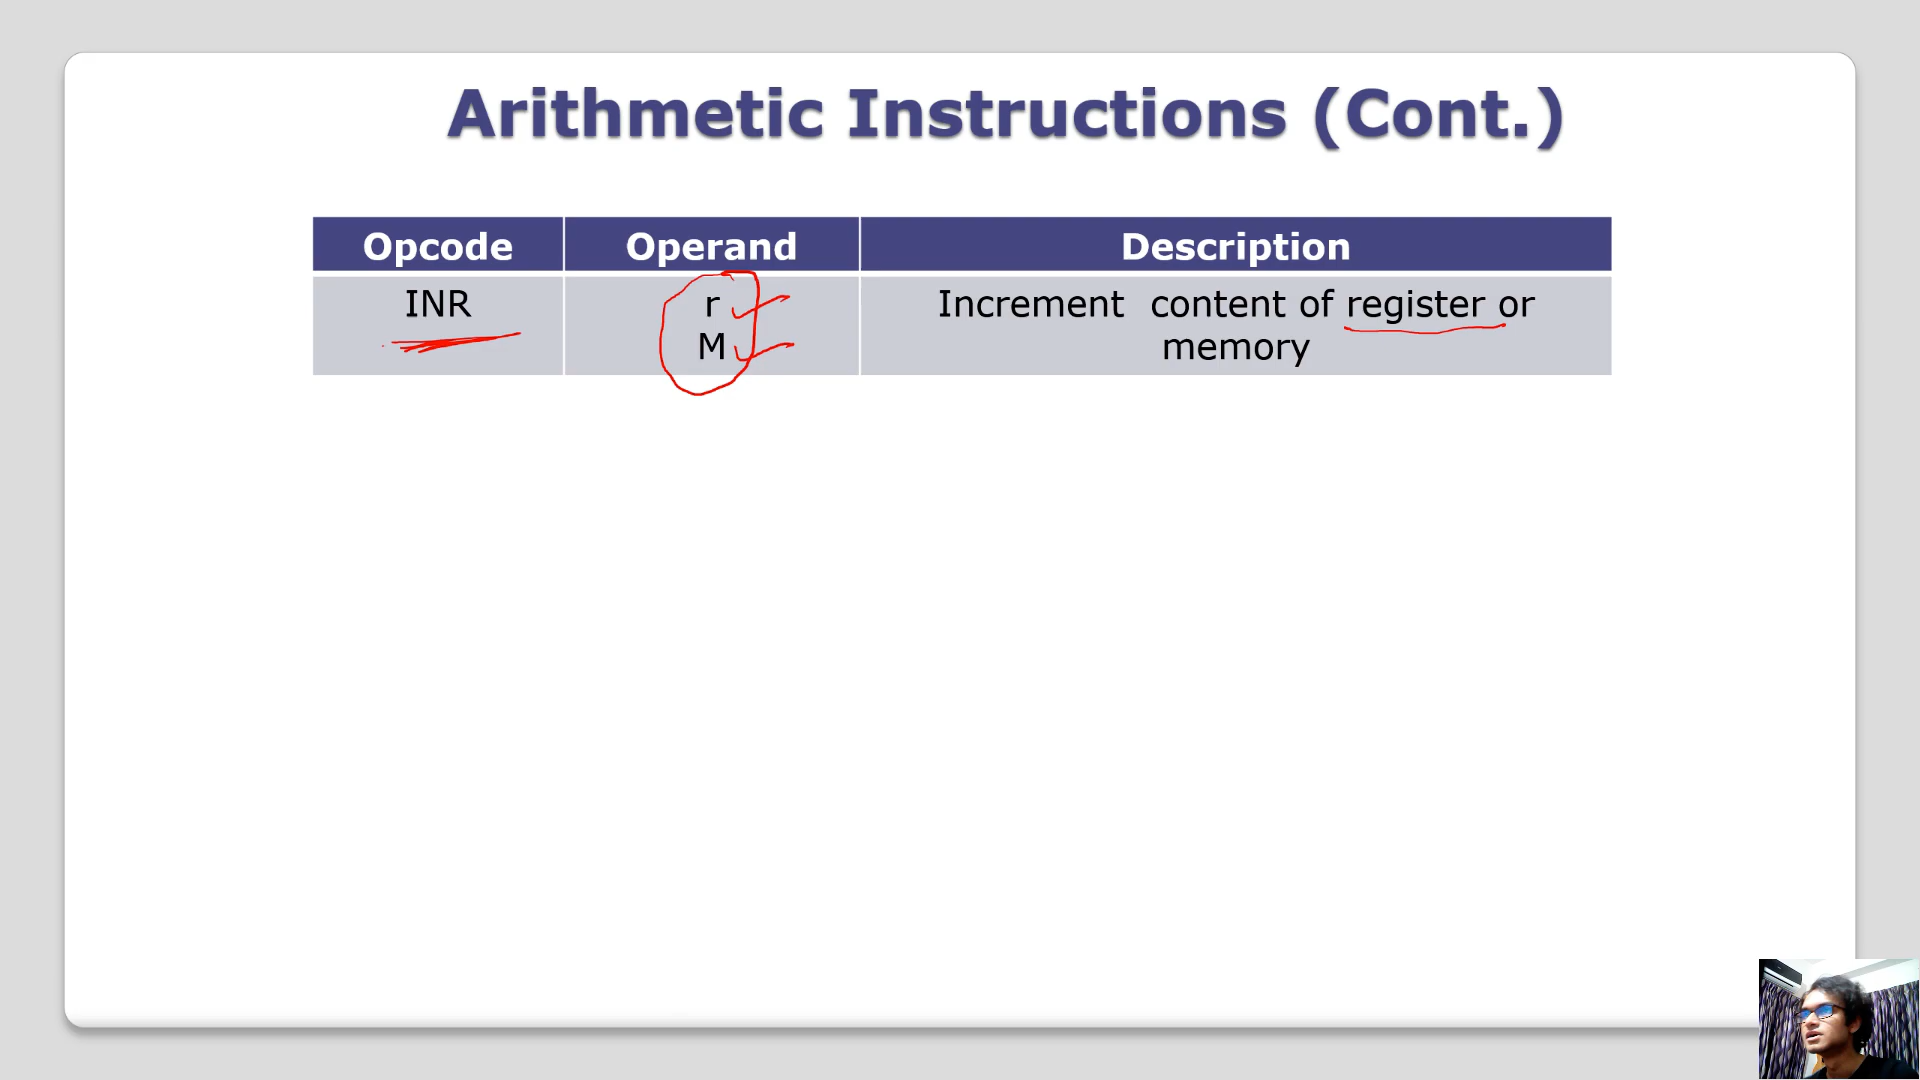 Arithmetic Instructions (Cont.)
Opcode Operand Description
INR r Increment content of register or
M memory